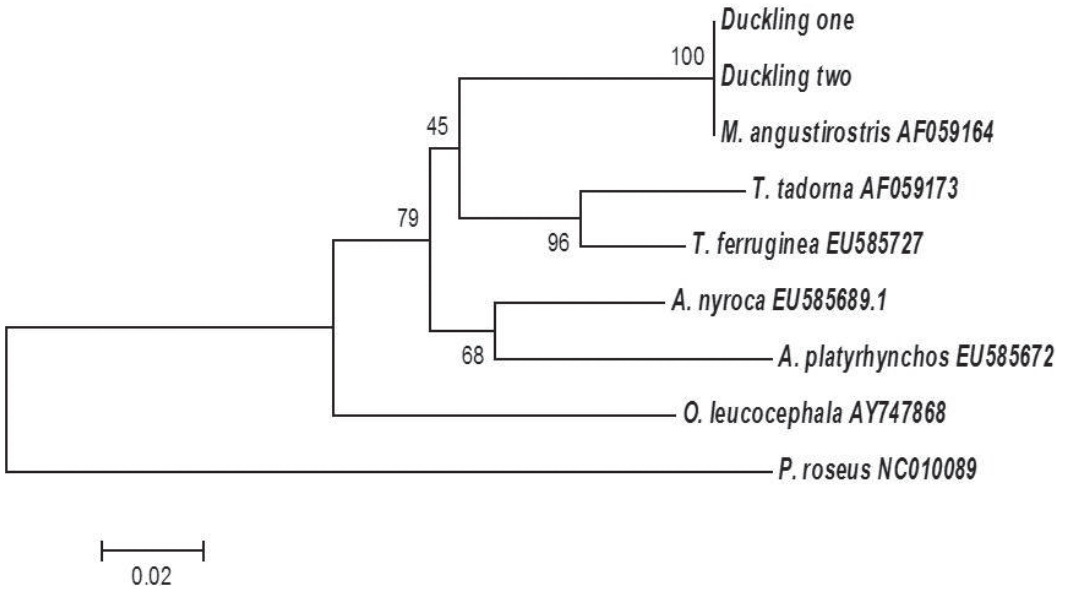 Duckling one
100
Duckling two
45
M. angustirostris AF059164
T. tadorna AF059173
79
96
T. ferruginea EU585727
A. nyroca EU585689.1
68
A. platyrhynchos EU585672
O. leucocephala AY747868
P. roseus NC010089
0.02